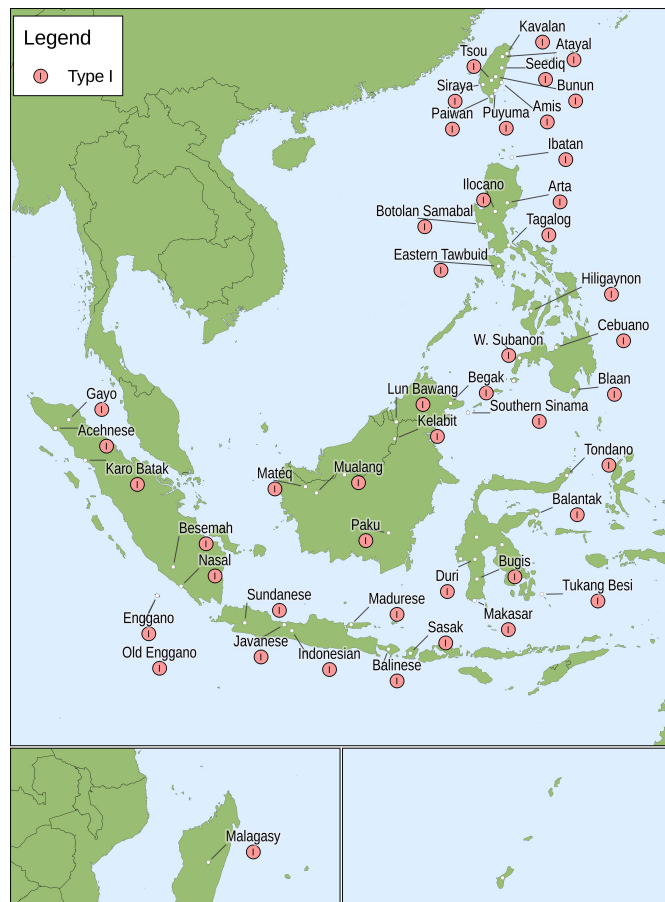 Legend
I Type I
Kavalan
I
Atayal
I
Tsou
I
Seediq
I
Siraya
I
Bunun
I
Paiwan
I
Puyuma
I
Amis
I
Ibatan
I
Ilocano
I
Arta
I
Botolan Samabal
I
Tagalog
I
Eastern Tawbuid
I
Hiligaynon
I
Cebuano
I
W. Subanon
I
Begak
I
Blaan
I
Lun Bawang
I
Southern Sinama
I
Kelabit
I
Gayo
I
Acehnese
I
Karo Batak
I
Tondano
I
Mateq
I
Mualang
I
Balantak
I
Besemah
I
Paku
I
Nasal
I
Duri
I
Bugis
I
Tukang Besi
I
Sundanese
I
Madurese
I
Makasar
I
Enggano
I
Sasak
I
Javanese
I
Old Enggano
I
Indonesian
I
Balinese
I
Malagasy
I